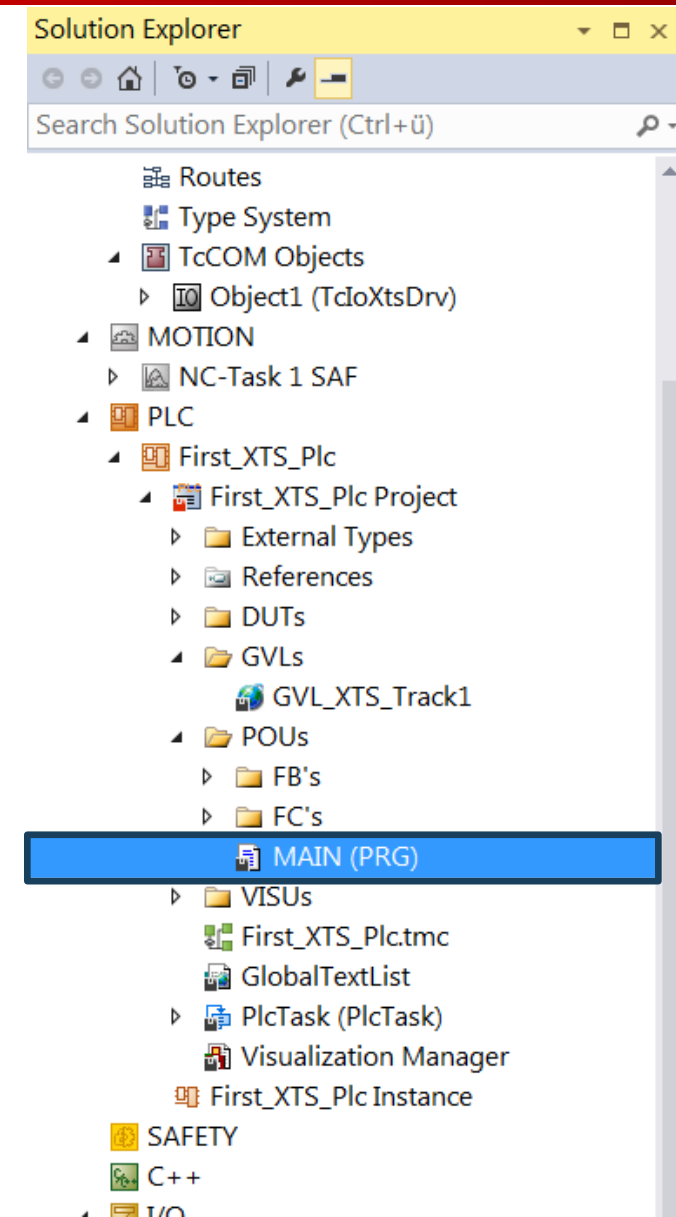 Solution Explorer
Search Solution Explorer (Ctrl+ü)
Routes
Type System
TcCOM Objects
Object1 (TcIoXtsDrv)
MOTION
NC-Task 1 SAF
PLC
First_XTS_Plc
First_XTS_Plc Project
External Types
References
DUTs
GVLs
GVL_XTS_Track1
POUs
FB's
FC's
MAIN (PRG)
VISUs
First_XTS_Plc.tmc
GlobalTextList
PlcTask (PlcTask)
Visualization Manager
First_XTS_Plc Instance
SAFETY
C++
I/O